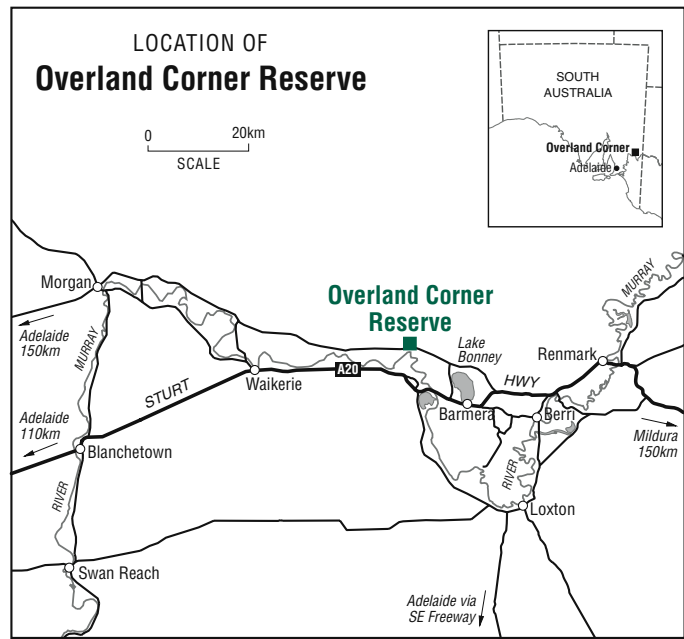 LOCATION OF
Overland Corner Reserve
0
20km
SCALE
SOUTH
AUSTRALIA
Overland Corner
Adelaide
Morgan
Adelaide
150km
MURRAY
Overland Corner
Reserve
Lake
Bonney
MURRAY
Renmark
Waikerie
A20
STURT
HWY
Barmera
Berri
Mildura
150km
Adelaide
110km
Blanchetown
RIVER
RIVER
Loxton
Swan Reach
Adelaide via
SE Freeway